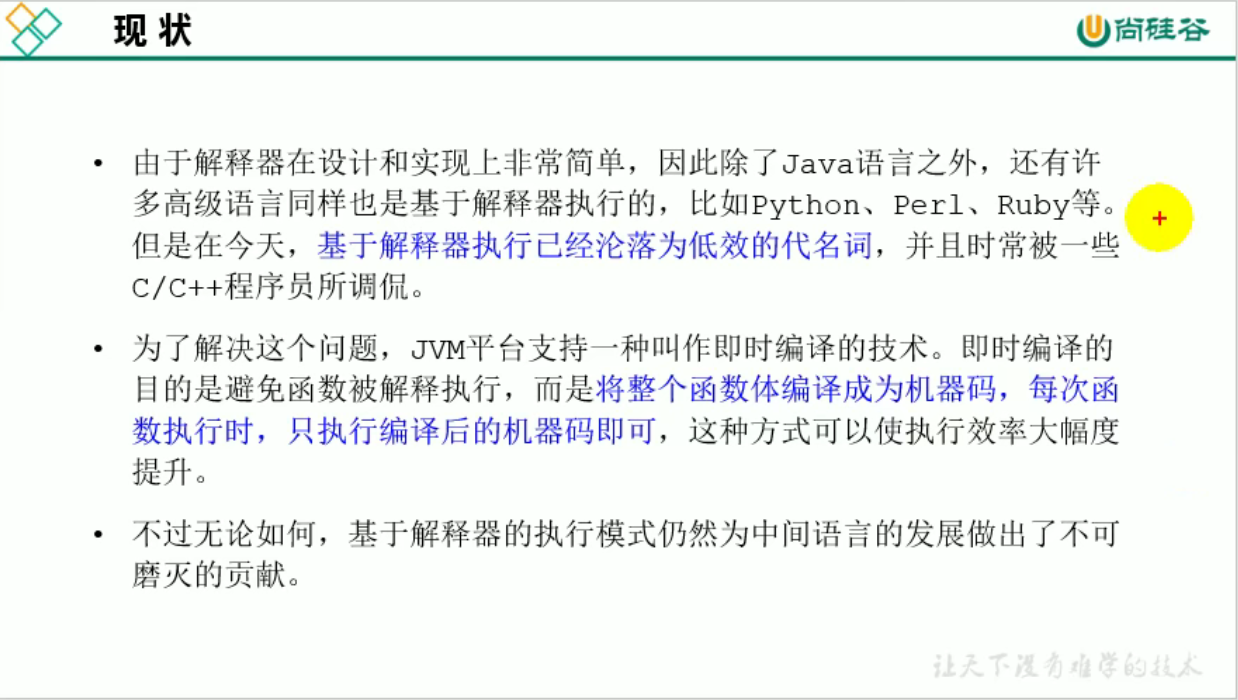 现状
尚硅谷
• 由于解释器在设计和实现上非常简单，因此除了Java语言之外，还有许
多高级语言同样也是基于解释器执行的，比如Python、Perl、Ruby等。
但是在今天，基于解释器执行已经沦落为低效的代名词，并且时常被一些
C/C++程序员所调侃。
• 为了解决这个问题，JVM平台支持一种叫作即时编译的技术。即时编译的
目的是避免函数被解释执行，而是将整个函数体编译成为机器码，每次函
数执行时，只执行编译后的机器码即可，这种方式可以使执行效率大幅度
提升。
• 不过无论如何，基于解释器的执行模式仍然为中间语言的发展做出了不可
磨灭的贡献。
让天下没有难学的技术